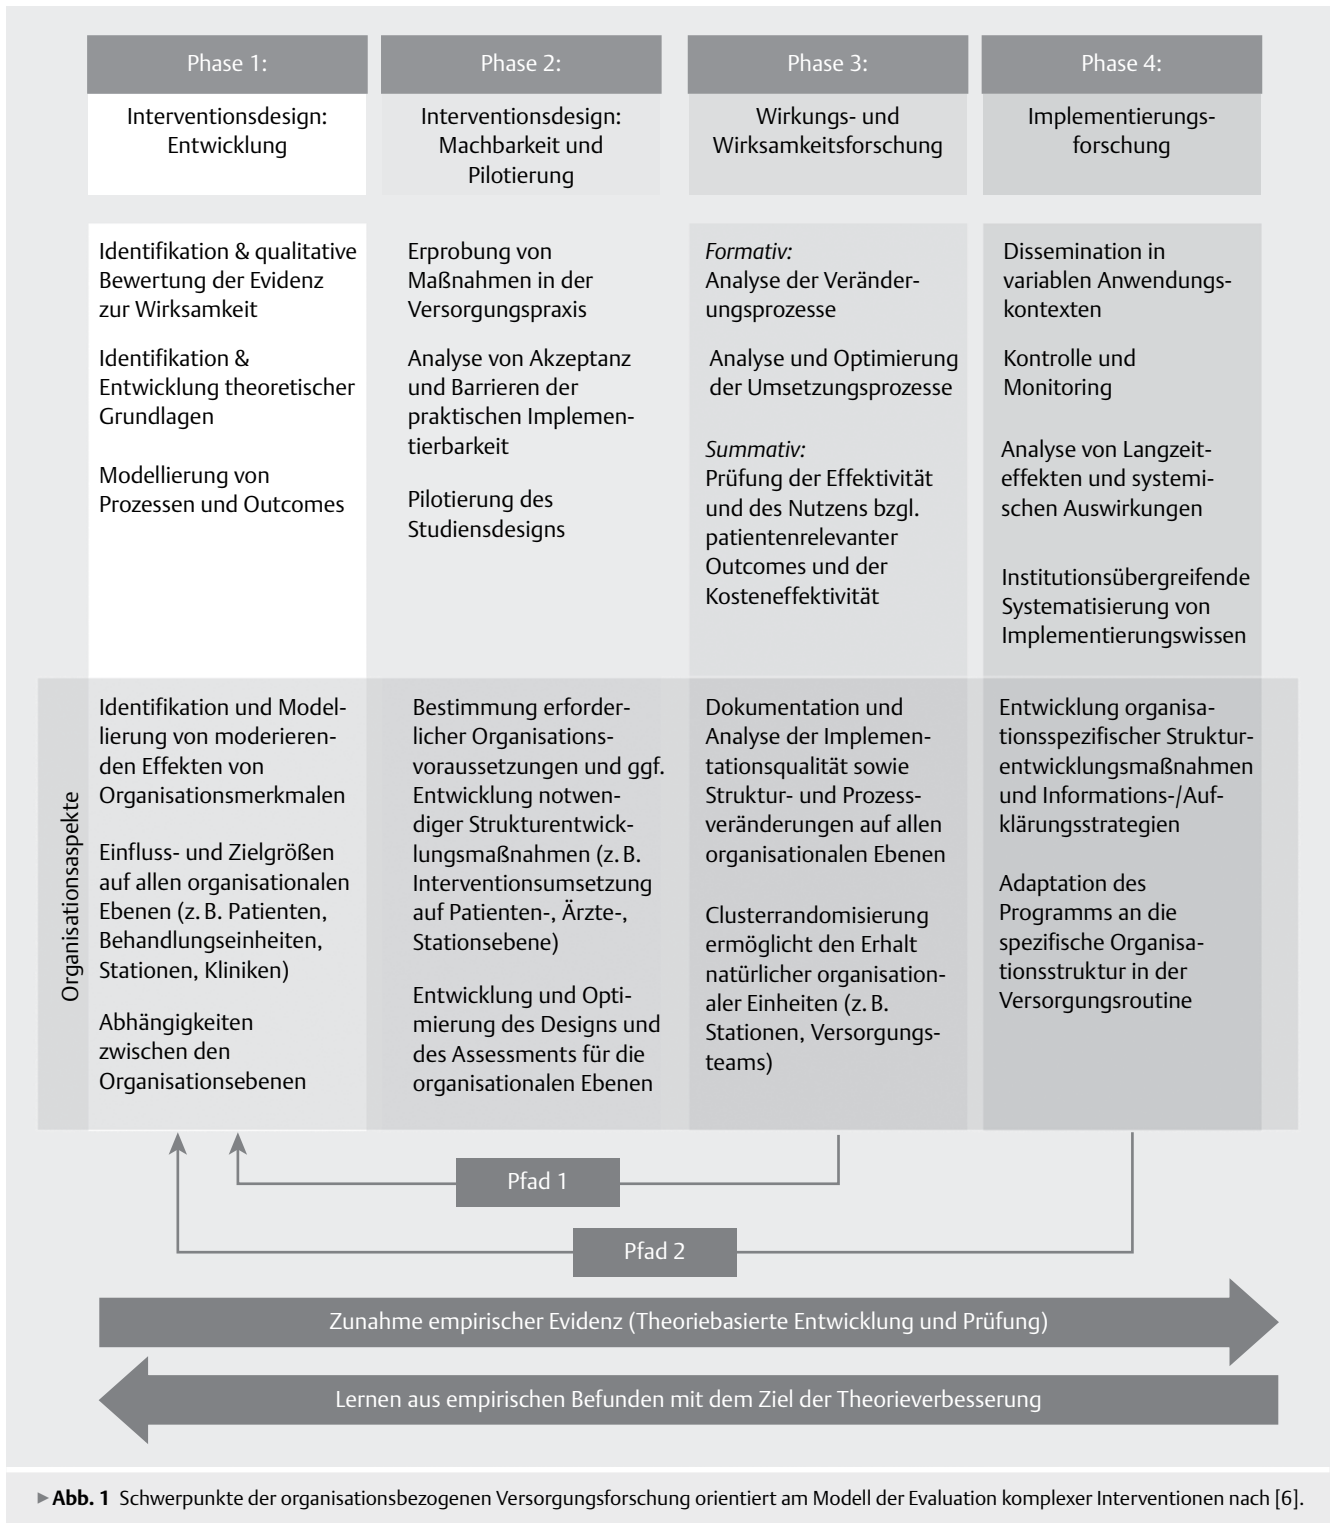 Phase 1:
Interventionsdesign:
Entwicklung
Identifikation & qualitative
Bewertung der Evidenz
zur Wirksamkeit
Identifikation &
Entwicklung theoretischer
Grundlagen
Modellierung von
Prozessen und Outcomes
Phase 2:
Interventionsdesign:
Machbarkeit und
Pilotierung
Erprobung von
Maßnahmen in der
Versorgungspraxis
Analyse von Akzeptanz
und Barrieren der
praktischen Implemen-
tierbarkeit
Pilotierung des
Studiensdesigns
Phase 3:
Wirkungs- und
Wirksamkeitsforschung
Formativ:
Analyse der Veränder-
ungsprozesse
Analyse und Optimierung
der Umsetzungsprozesse
Summativ:
Prüfung der Effektivität
und des Nutzens bzgl.
patientenrelevanter
Outcomes und der
Kosteneffektivität
Phase 4:
Implementierungs-
forschung
Dissemination in
variablen Anwendungs-
kontexten
Kontrolle und
Monitoring
Analyse von Langzeit-
effekten und systemi-
schen Auswirkungen
Institutionsübergreifende
Systematisierung von
Implementierungswissen
Organisationsaspekte
Identifikation und Model-
lierung von moderieren-
den Effekten von
Organisationsmerkmalen
Einfluss- und Zielgrößen
auf allen organisationalen
Ebenen (z. B. Patienten,
Behandlungseinheiten,
Stationen, Kliniken)
Abhängigkeiten
zwischen den
Organisationsebenen
Bestimmung erforder-
licher Organisations-
voraussetzungen und ggf.
Entwicklung notwen-
diger Strukturentwick-
lungsmaßnahmen (z. B.
Interventionsumsetzung
auf Patienten-, Ärzte-,
Stationsebene)
Entwicklung und Opti-
mierung des Designs und
des Assessments für die
organisationalen Ebenen
Dokumentation und
Analyse der Implemen-
tationsqualität sowie
Struktur- und Prozess-
veränderungen auf allen
organisationalen Ebenen
Clusterrandomisierung
ermöglicht den Erhalt
natürlicher organisation-
aler Einheiten (z. B.
Stationen, Versorgungs-
teams)
Entwicklung organisa-
tionsspezifischer Struktur-
entwicklungsmaßnahmen
und Informations-/Auf-
klärungsstrategien
Adaptation des
Programms an die
spezifische Organisa-
tionsstruktur in der
Versorgungsroutine
Pfad 1
Pfad 2
Zunahme empirischer Evidenz (Theoriebasierte Entwicklung und Prüfung)
Lernen aus empirischen Befunden mit dem Ziel der Theorieverbesserung
▶ Abb. 1 Schwerpunkte der organisationsbezogenen Versorgungsforschung orientiert am Modell der Evaluation komplexer Interventionen nach [6].